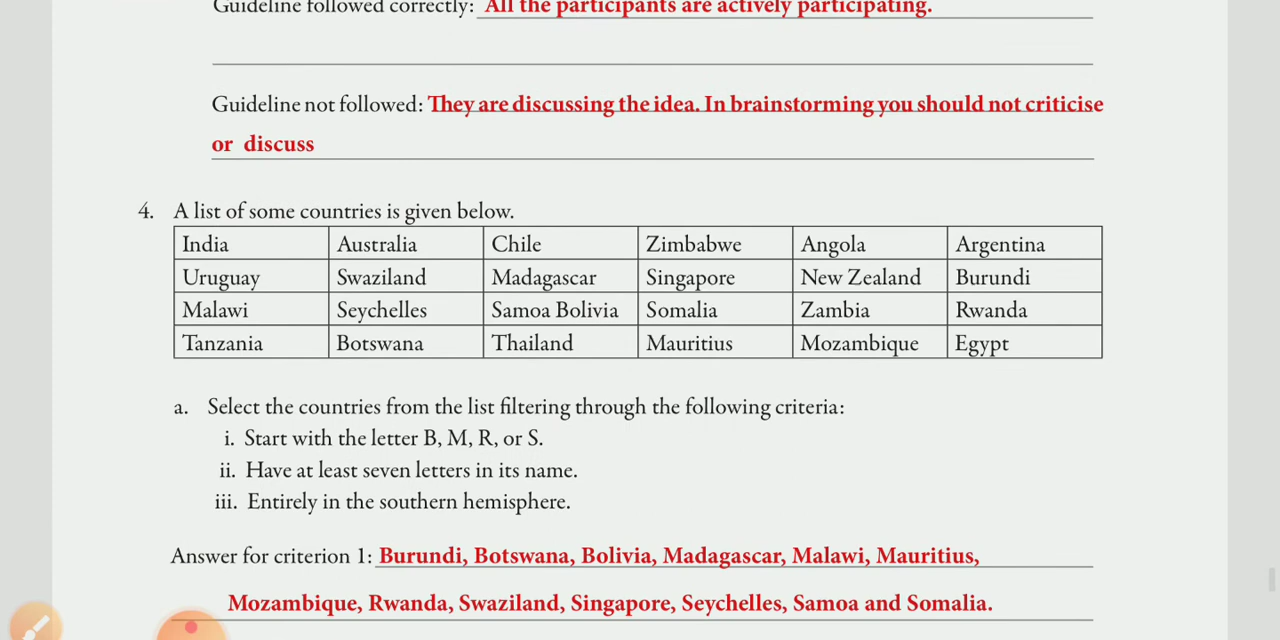 Guideline followed correctly: All the participants are actively participating.
Guideline not followed: They are discussing the idea. In brainstorming you should not criticise
or discuss
4. A list of some countries is given below.
India Australia Chile Zimbabwe Angola Argentina
Uruguay Swaziland Madagascar Singapore New Zealand Burundi
Malawi Seychelles Samoa Bolivia Somalia Zambia Rwanda
Tanzania Botswana Thailand Mauritius Mozambique Egypt
a. Select the countries from the list filtering through the following criteria:
i. Start with the letter B, M, R, or S.
ii. Have at least seven letters in its name.
iii. Entirely in the southern hemisphere.
Answer for criterion 1: Burundi, Botswana, Bolivia, Madagascar, Malawi, Mauritius,
Mozambique, Rwanda, Swaziland, Singapore, Seychelles, Samoa and Somalia.